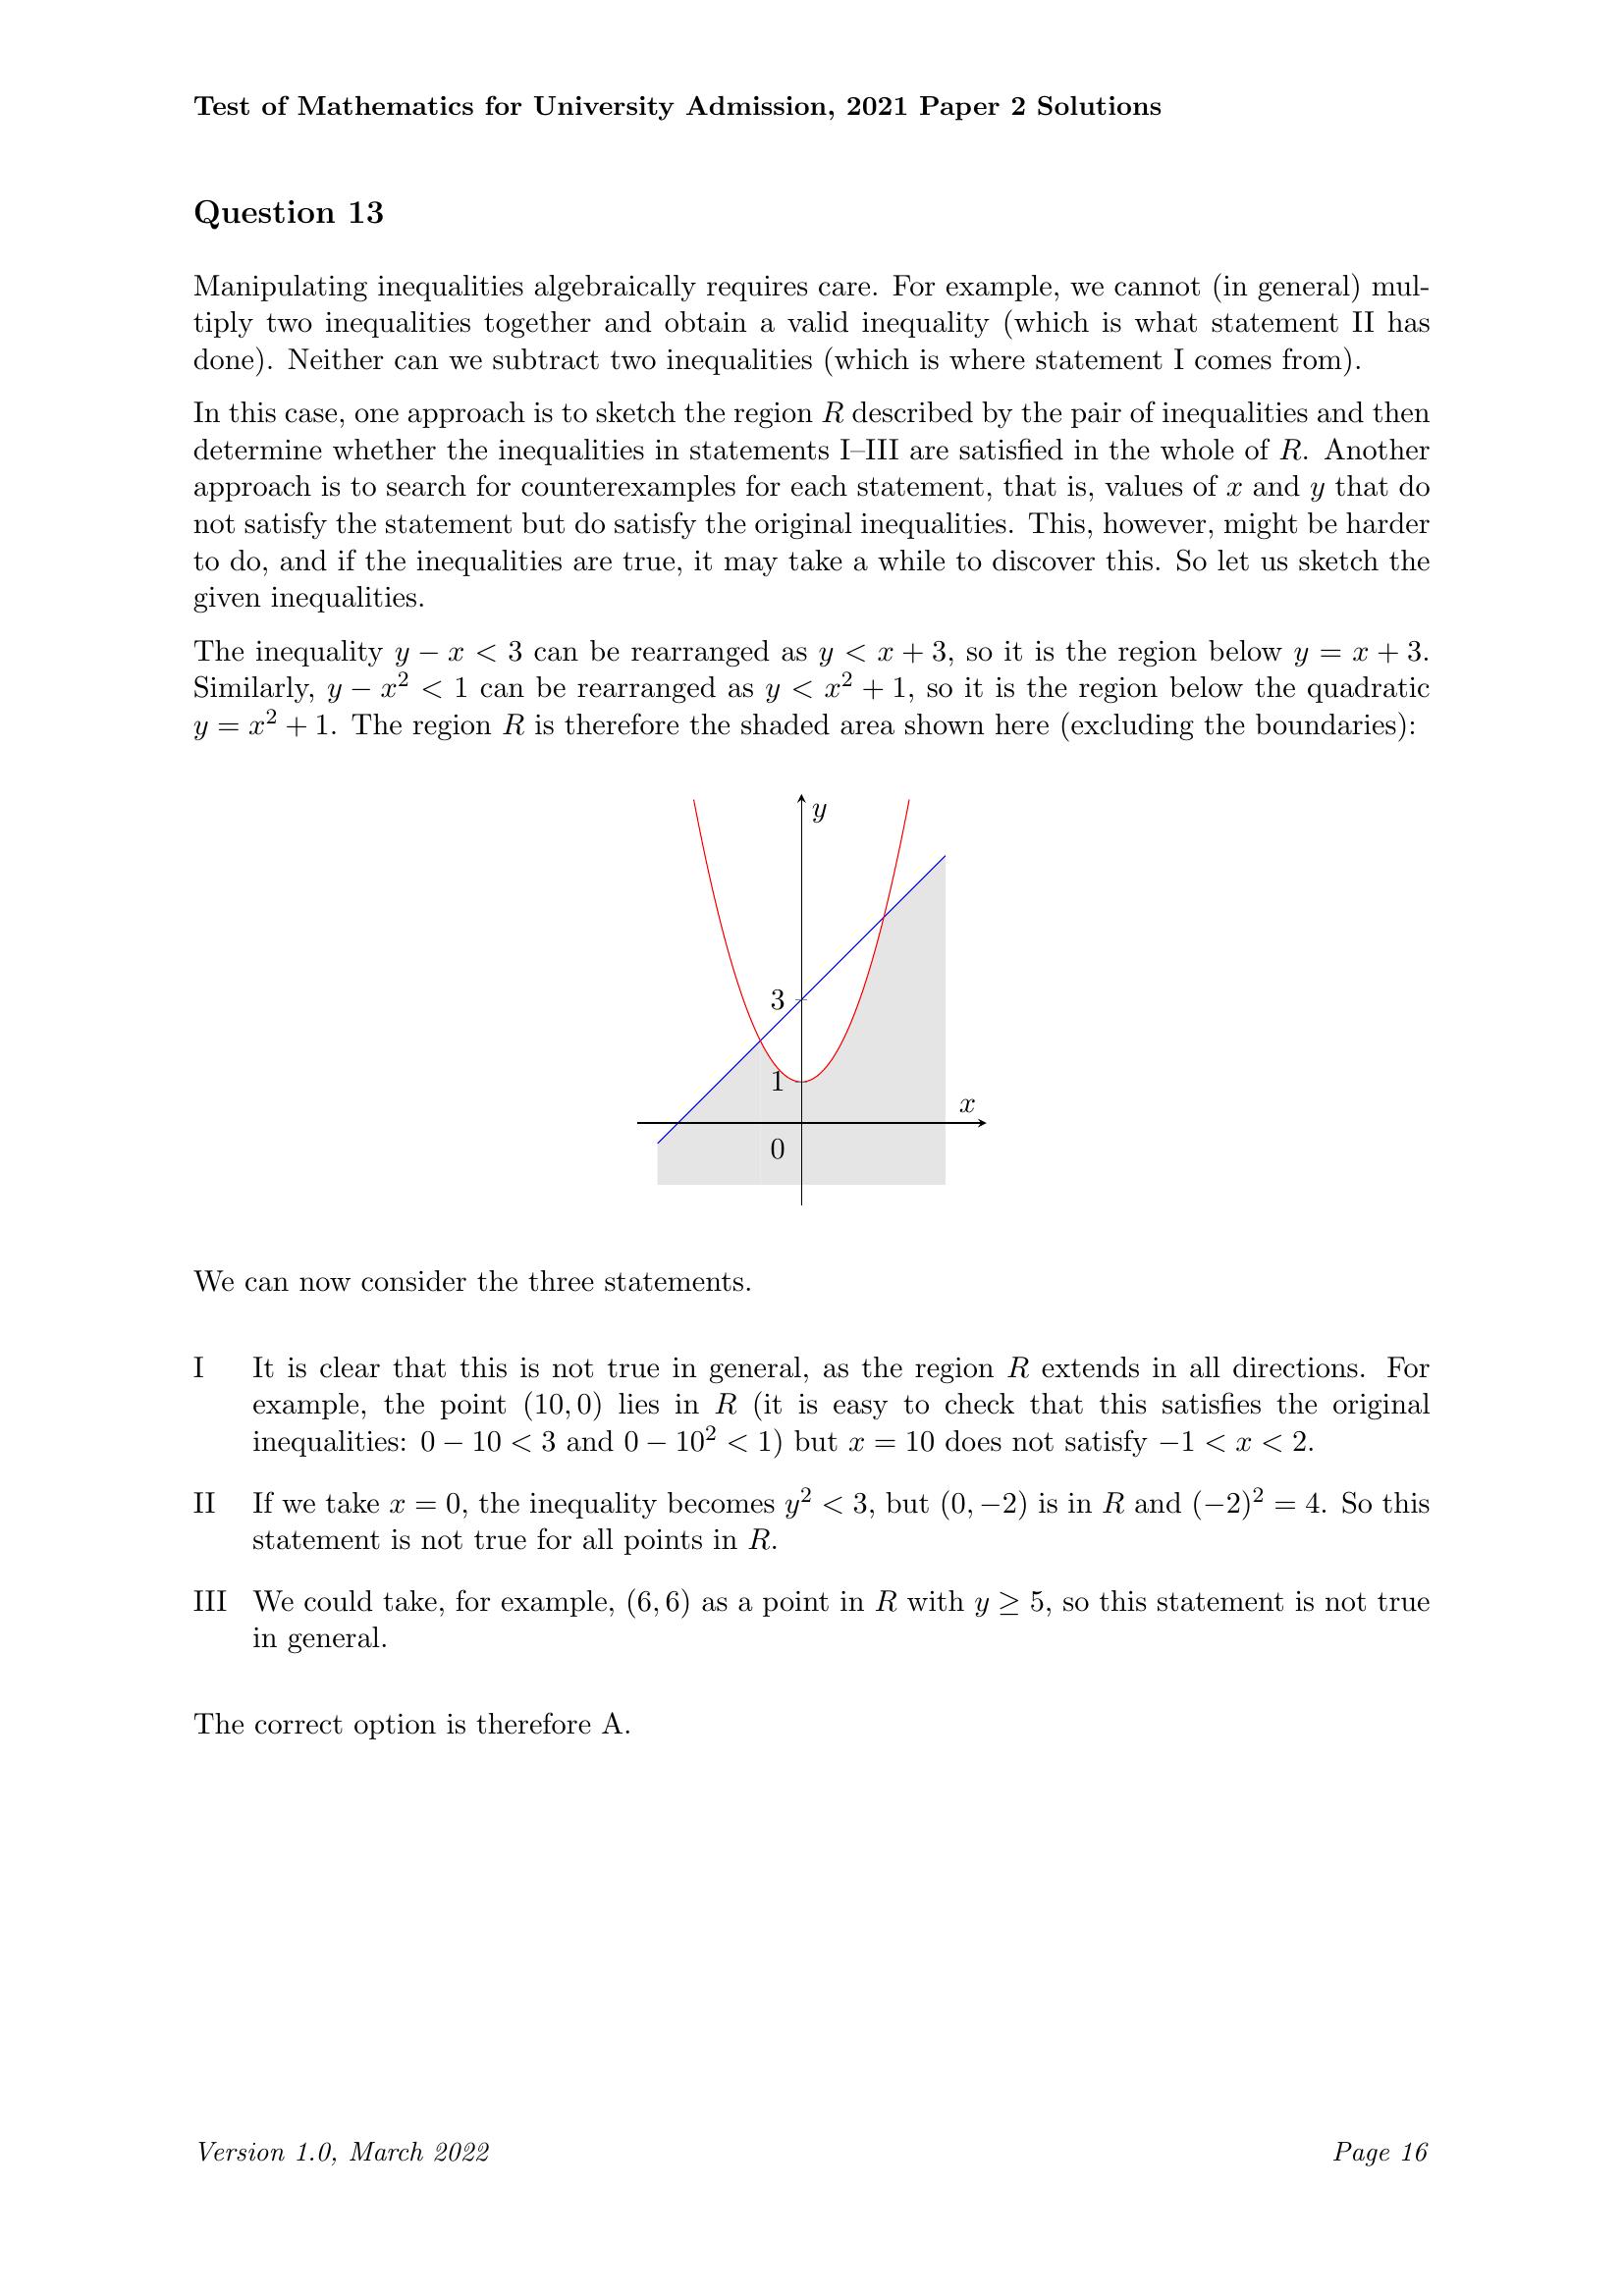 Test of Mathematics for University Admission, 2021 Paper 2 Solutions
Question 13
Manipulating inequalities algebraically requires care. For example, we cannot (in general) mul-
tiply two inequalities together and obtain a valid inequality (which is what statement II has
done). Neither can we subtract two inequalities (which is where statement I comes from).
In this case, one approach is to sketch the region R described by the pair of inequalities and then
determine whether the inequalities in statements I–III are satisfied in the whole of R. Another
approach is to search for counterexamples for each statement, that is, values of x and y that do
not satisfy the statement but do satisfy the original inequalities. This, however, might be harder
to do, and if the inequalities are true, it may take a while to discover this. So let us sketch the
given inequalities.
The inequality y − x < 3 can be rearranged as y < x + 3, so it is the region below y = x + 3.
Similarly, y − x² < 1 can be rearranged as y < x² + 1, so it is the region below the quadratic
y = x² + 1. The region R is therefore the shaded area shown here (excluding the boundaries):
y
3
1
x
0
We can now consider the three statements.
I It is clear that this is not true in general, as the region R extends in all directions. For
example, the point (10, 0) lies in R (it is easy to check that this satisfies the original
inequalities: 0 − 10 < 3 and 0 − 10² < 1) but x = 10 does not satisfy −1 < x < 2.
II If we take x = 0, the inequality becomes y² < 3, but (0, −2) is in R and (−2)² = 4. So this
statement is not true for all points in R.
III We could take, for example, (6, 6) as a point in R with y ≥ 5, so this statement is not true
in general.
The correct option is therefore A.
Version 1.0, March 2022
Page 16